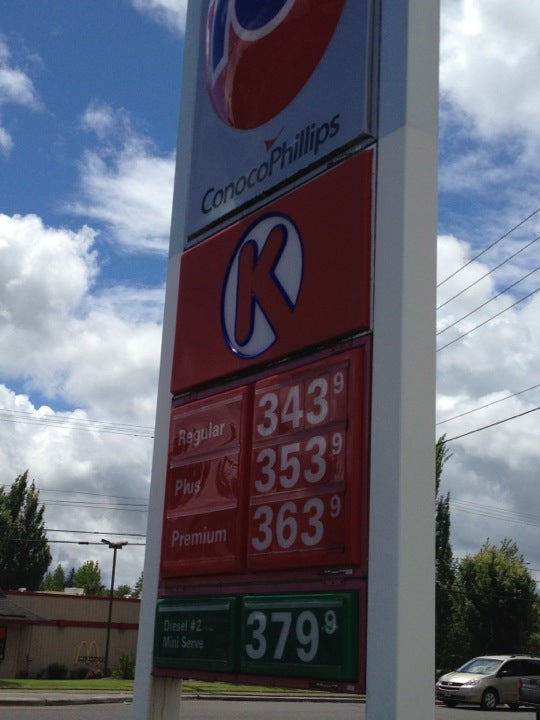 ConocoPhillips
K
Regular 343 9
Plus 353 9
Premium 363 9
Diesel #2
Mini Serve
379 9